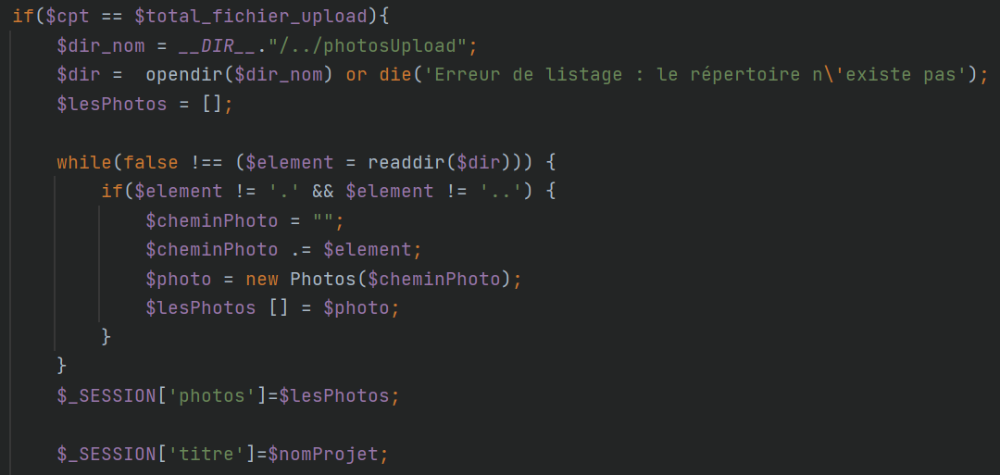 if($cpt == $total_fichier_upload){
    $dir_nom = __DIR__."/../photosUpload";
    $dir =  opendir($dir_nom) or die('Erreur de listage : le répertoire n\'existe pas');
    $lesPhotos = [];

    while(false !== ($element = readdir($dir))) {
        if($element != '.' && $element != '..') {
            $cheminPhoto = "";
            $cheminPhoto .= $element;
            $photo = new Photos($cheminPhoto);
            $lesPhotos [] = $photo;
        }
    }
    $_SESSION['photos']=$lesPhotos;

    $_SESSION['titre']=$nomProjet;